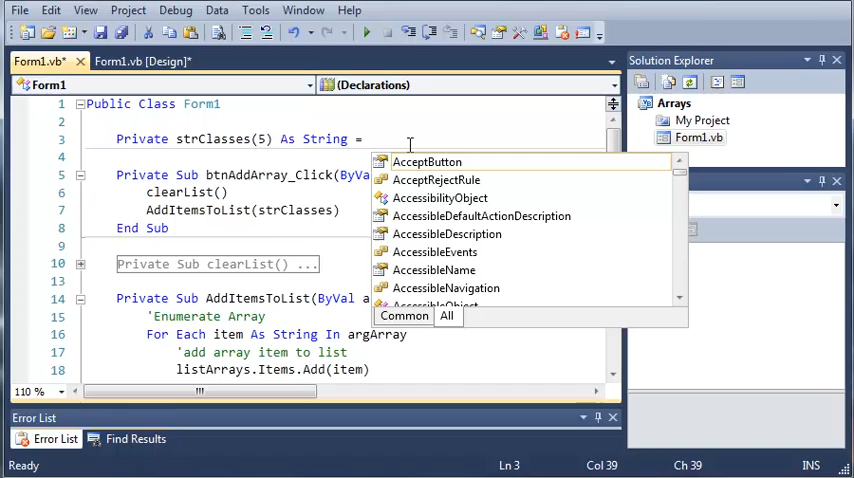 File Edit View Project Debug Data Tools Window Help
Form1.vb* Form1.vb [Design]*
Form1 (Declarations)
1 Public Class Form1
2
3 Private strClasses(5) As String =
4
5 Private Sub btnAddArray_Click(ByVa
6 clearList()
7 AddItemsToList(strClasses)
8 End Sub
9
10 Private Sub clearList() ...
13
14 Private Sub AddItemsToList(ByVal a
15 'Enumerate Array
16 For Each item As String In argArray
17 'add array item to list
18 listArrays.Items.Add(item)
AcceptButton
AcceptRejectRule
AccessibilityObject
AccessibleDefaultActionDescription
AccessibleDescription
AccessibleEvents
AccessibleName
AccessibleNavigation
AccessibleObject
Common All
110 %
Solution Explorer
Arrays
My Project
Form1.vb
Error List
Error List Find Results
Ready Ln 3 Col 39 Ch 39 INS